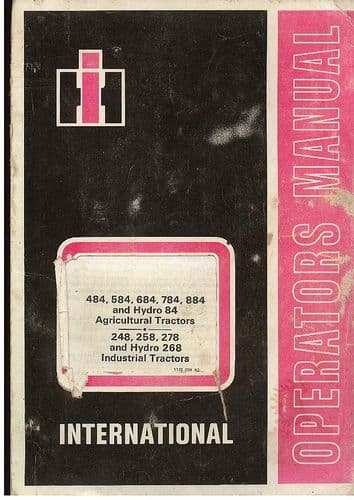 484, 584, 684, 784, 884
and Hydro 84
Agricultural Tractors
248, 258, 278
and Hydro 268
Industrial Tractors
INTERNATIONAL
OPERATORS MANUAL